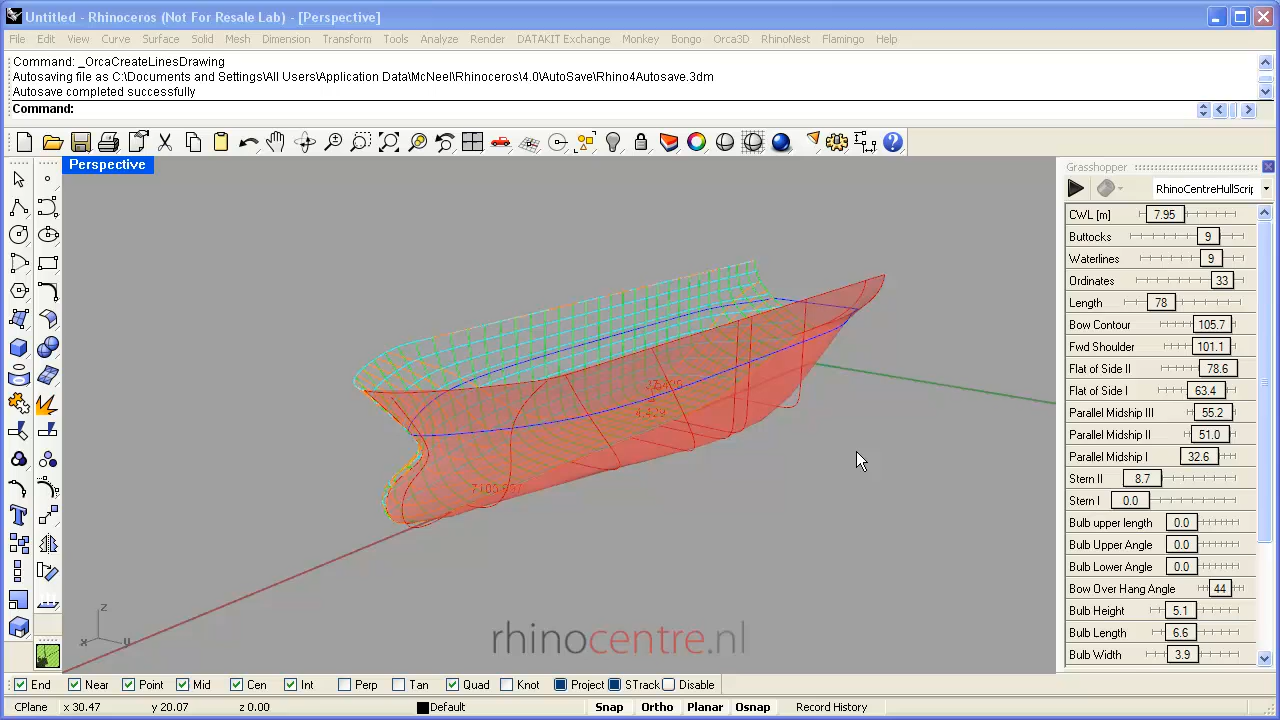 Untitled - Rhinoceros (Not For Resale Lab) - [Perspective]
File Edit View Curve Surface Solid Mesh Dimension Transform Tools Analyze Render DATAKIT Exchange Monkey Bongo Orca3D RhinoNest Flamingo Help
Command: _OrcaCreateLinesDrawing
Autosaving file as C:\Documents and Settings\All Users\Application Data\McNeel\Rhinoceros\4.0\AutoSave\Rhino4Autosave.3dm
Autosave completed successfully
Command:
Perspective
Grasshopper
RhinoCentreHullScrip
CWL [m] 7.95
Buttocks 9
Waterlines 9
Ordinates 33
Length 78
Bow Contour 105.7
Fwd Shoulder 101.1
Flat of Side II 78.6
Flat of Side I 63.4
Parallel Midship III 55.2
Parallel Midship II 51.0
Parallel Midship I 32.6
Stern II 8.7
Stern I 0.0
Bulb upper length 0.0
Bulb Upper Angle 0.0
Bulb Lower Angle 0.0
Bow Over Hang Angle 44
Bulb Height 5.1
Bulb Length 6.6
Bulb Width 3.9
4.429
z
x y
rhinocentre.nl
End Near Point Mid Cen Int Perp Tan Quad Knot Project STrack Disable
CPlane x 30.47 y 20.07 z 0.00 Default Snap Ortho Planar Osnap Record History